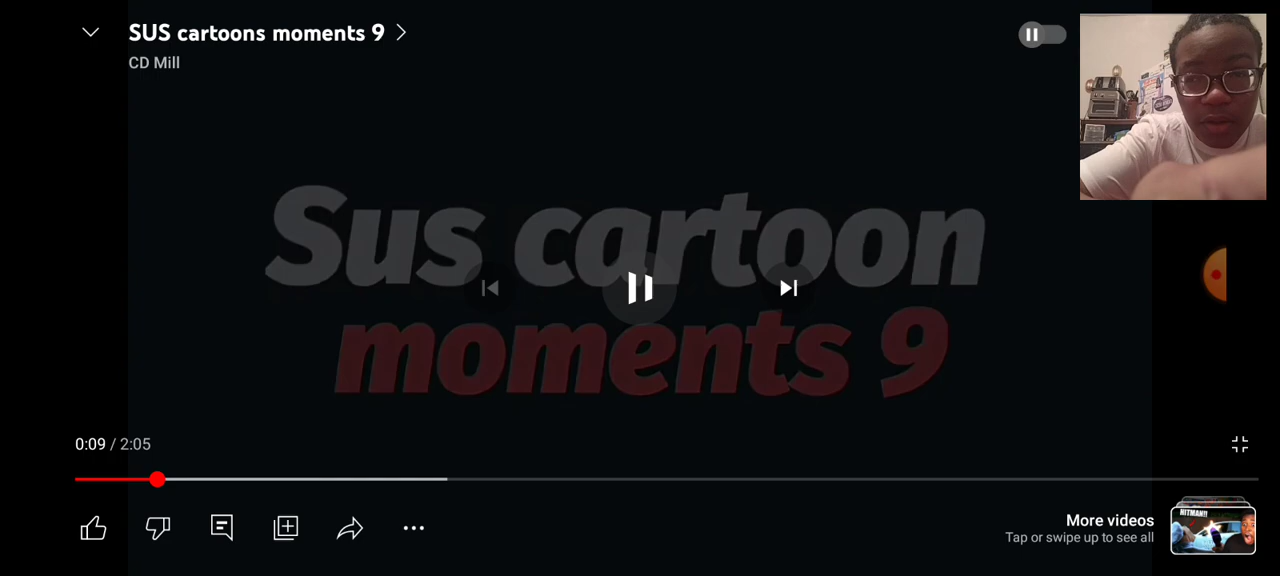 SUS cartoons moments 9
CD Mill
Sus cartoon
moments 9
0:09 / 2:05
HITMAN!!
More videos
Tap or swipe up to see all